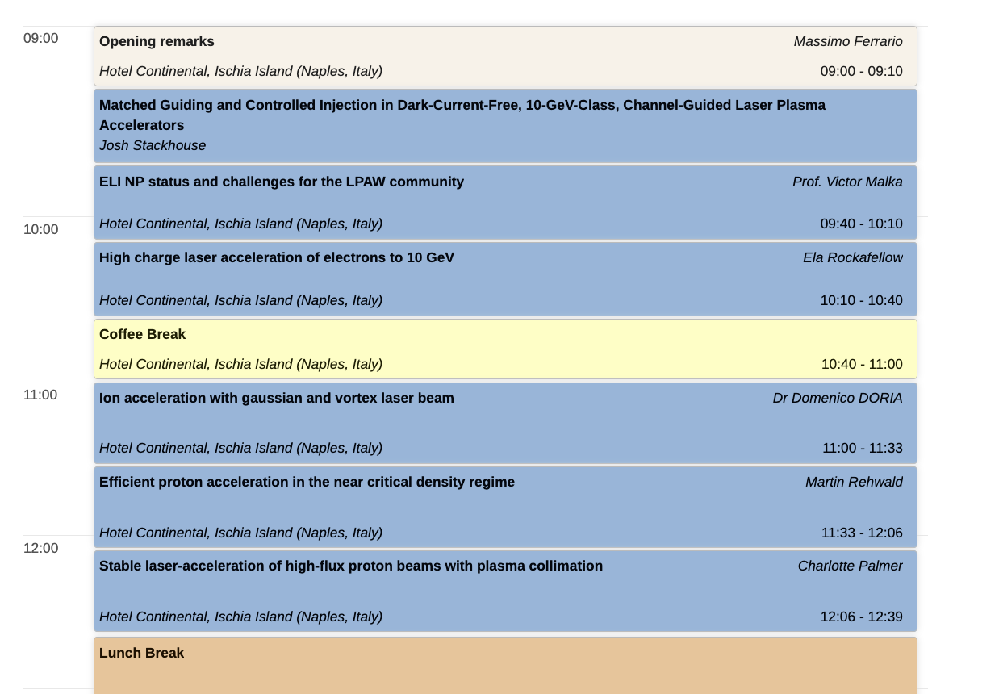 09:00
Opening remarks Massimo Ferrario
Hotel Continental, Ischia Island (Naples, Italy) 09:00 - 09:10
Matched Guiding and Controlled Injection in Dark-Current-Free, 10-GeV-Class, Channel-Guided Laser Plasma
Accelerators
Josh Stackhouse
ELI NP status and challenges for the LPAW community Prof. Victor Malka
10:00
Hotel Continental, Ischia Island (Naples, Italy) 09:40 - 10:10
High charge laser acceleration of electrons to 10 GeV Ela Rockafellow
Hotel Continental, Ischia Island (Naples, Italy) 10:10 - 10:40
Coffee Break
Hotel Continental, Ischia Island (Naples, Italy) 10:40 - 11:00
11:00
Ion acceleration with gaussian and vortex laser beam Dr Domenico DORIA
Hotel Continental, Ischia Island (Naples, Italy) 11:00 - 11:33
Efficient proton acceleration in the near critical density regime Martin Rehwald
Hotel Continental, Ischia Island (Naples, Italy) 11:33 - 12:06
12:00
Stable laser-acceleration of high-flux proton beams with plasma collimation Charlotte Palmer
Hotel Continental, Ischia Island (Naples, Italy) 12:06 - 12:39
Lunch Break